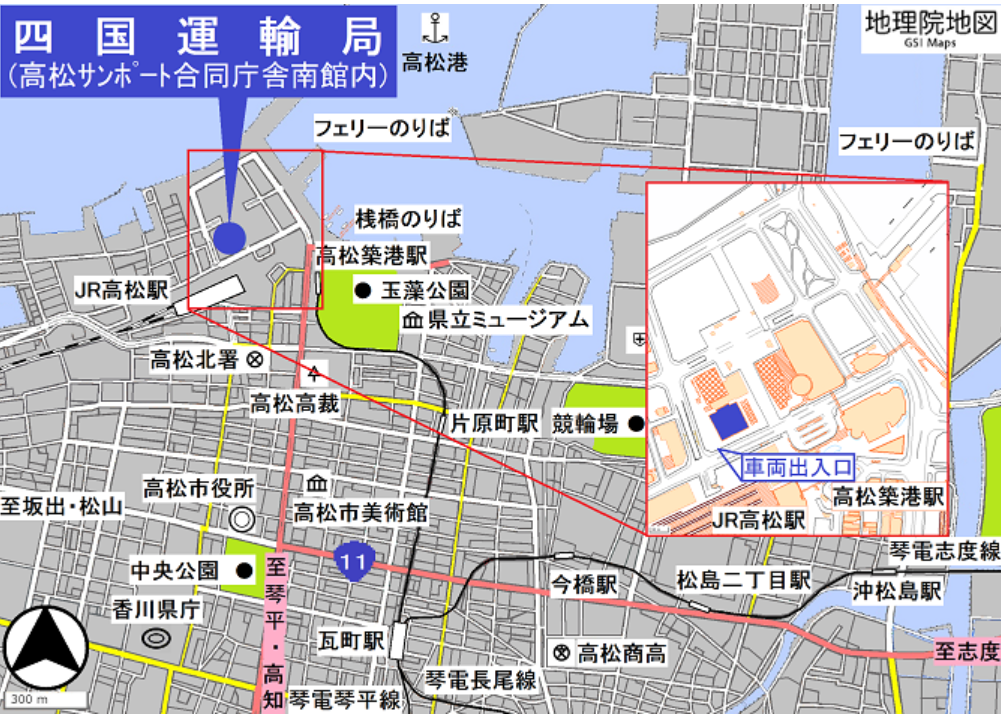 四国運輸局
(高松サンポート合同庁舎南館内)
高松港
地理院地図
GSI Maps
フェリーのりば
フェリーのりば
桟橋のりば
高松築港駅
JR高松駅
玉藻公園
県立ミュージアム
高松北署
高松高裁
片原町駅
競輪場
車両出入口
高松築港駅
JR高松駅
高松市役所
至坂出・松山
高松市美術館
11
琴電志度線
中央公園
至琴平・高知
今橋駅
松島二丁目駅
沖松島駅
香川県庁
瓦町駅
高松商高
至志度
琴電長尾線
300 m
琴電琴平線